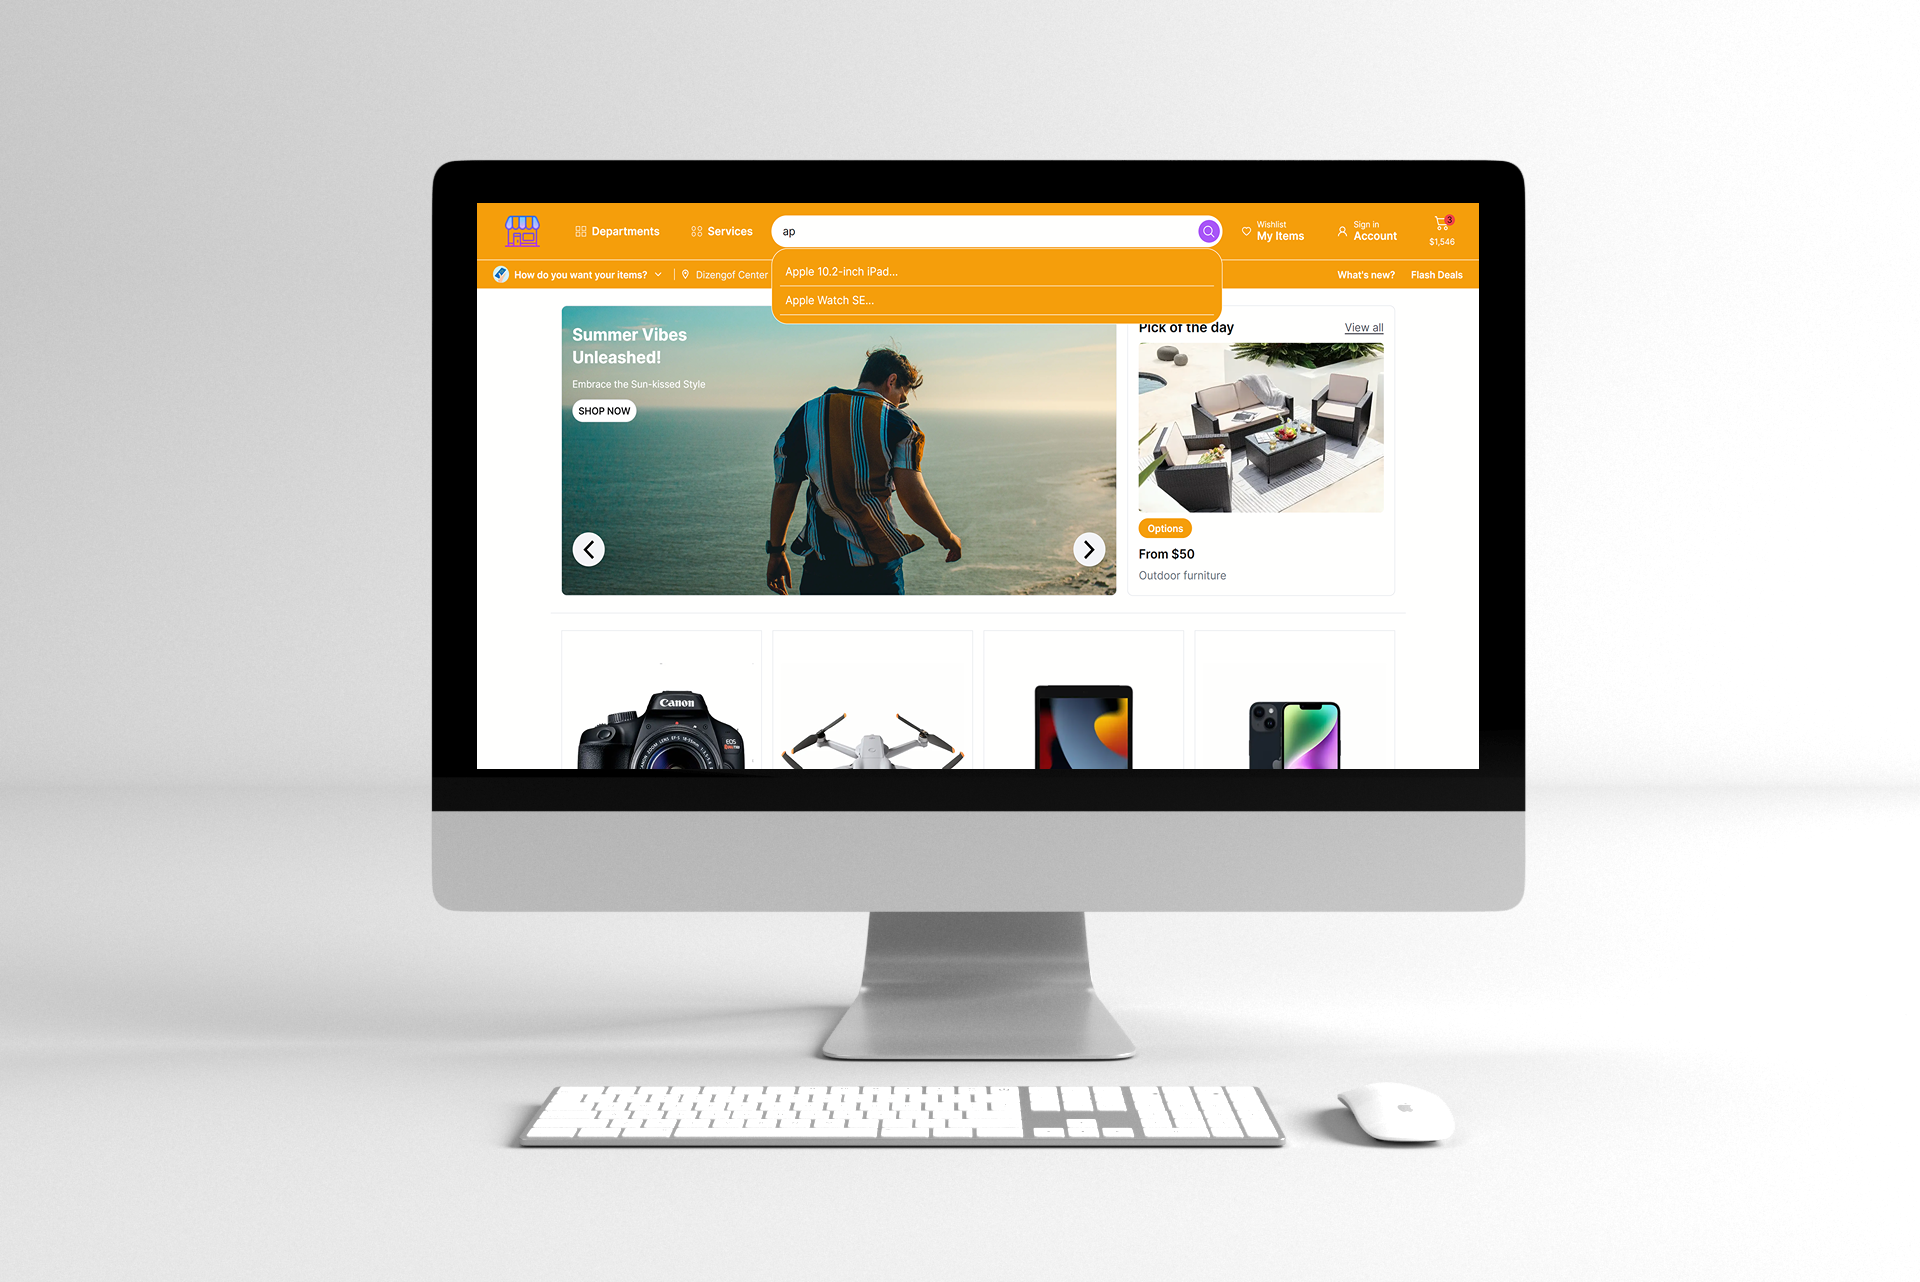 Departments
Services
ap
Wishlist
My Items
Sign in
Account
3
$1,546
How do you want your items?
Dizengof Center
Apple 10.2-inch iPad...
Apple Watch SE...
What's new?
Flash Deals
Summer Vibes
Unleashed!
Embrace the Sun-kissed Style
SHOP NOW
Pick of the day
View all
Options
From $50
Outdoor furniture
Canon
EOS